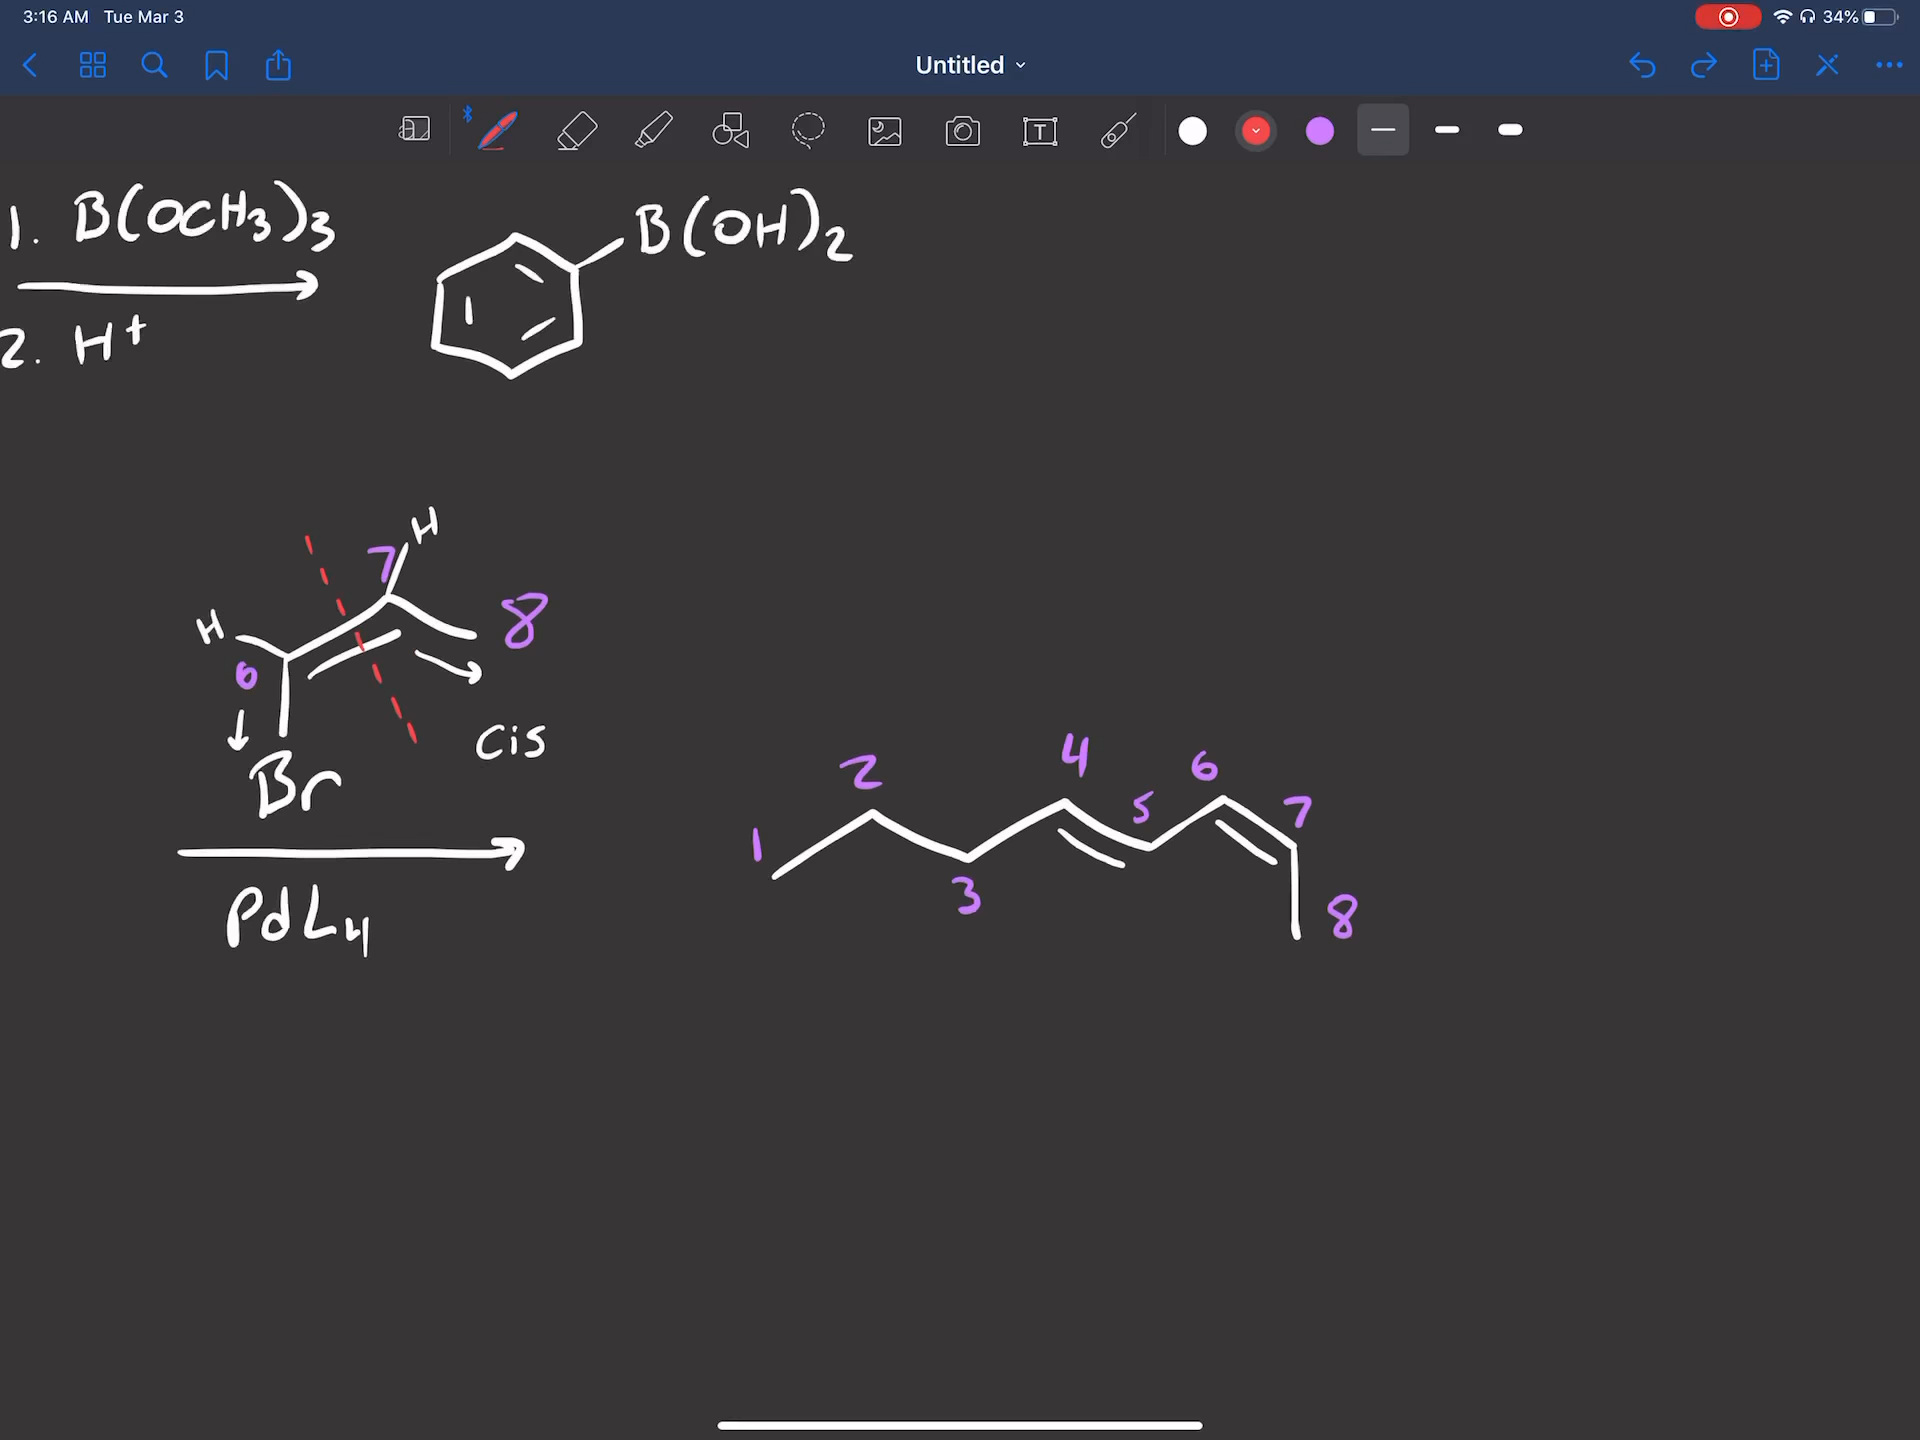 3:16 AM Tue Mar 3
34%
Untitled
T
1. B(OCH3)3
2. H+
B(OH)2
H
7
H
8
6
Cis
Br
PdL4
1
2
3
4
5
6
7
8